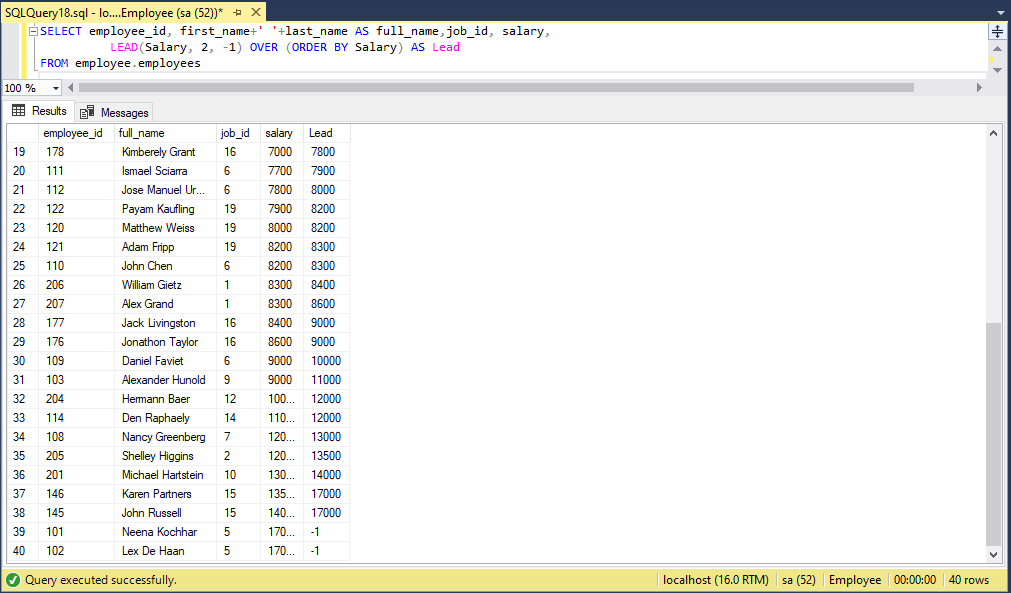 SQLQuery18.sql - lo....Employee (sa (52))*
SELECT employee_id, first_name+' '+last_name AS full_name,job_id, salary,
LEAD(Salary, 2, -1) OVER (ORDER BY Salary) AS Lead
FROM employee.employees
100 %
Results Messages
employee_id full_name job_id salary Lead
19 178 Kimberely Grant 16 7000 7800
20 111 Ismael Sciarra 6 7700 7900
21 112 Jose Manuel Ur... 6 7800 8000
22 122 Payam Kaufling 19 7900 8200
23 120 Matthew Weiss 19 8000 8200
24 121 Adam Fripp 19 8200 8300
25 110 John Chen 6 8200 8300
26 206 William Gietz 1 8300 8400
27 207 Alex Grand 1 8300 8600
28 177 Jack Livingston 16 8400 9000
29 176 Jonathon Taylor 16 8600 9000
30 109 Daniel Faviet 6 9000 10000
31 103 Alexander Hunold 9 9000 11000
32 204 Hermann Baer 12 100... 12000
33 114 Den Raphaely 14 110... 12000
34 108 Nancy Greenberg 7 120... 13000
35 205 Shelley Higgins 2 120... 13500
36 201 Michael Hartstein 10 130... 14000
37 146 Karen Partners 15 135... 17000
38 145 John Russell 15 140... 17000
39 101 Neena Kochhar 5 170... -1
40 102 Lex De Haan 5 170... -1
Query executed successfully. localhost (16.0 RTM) sa (52) Employee 00:00:00 40 rows